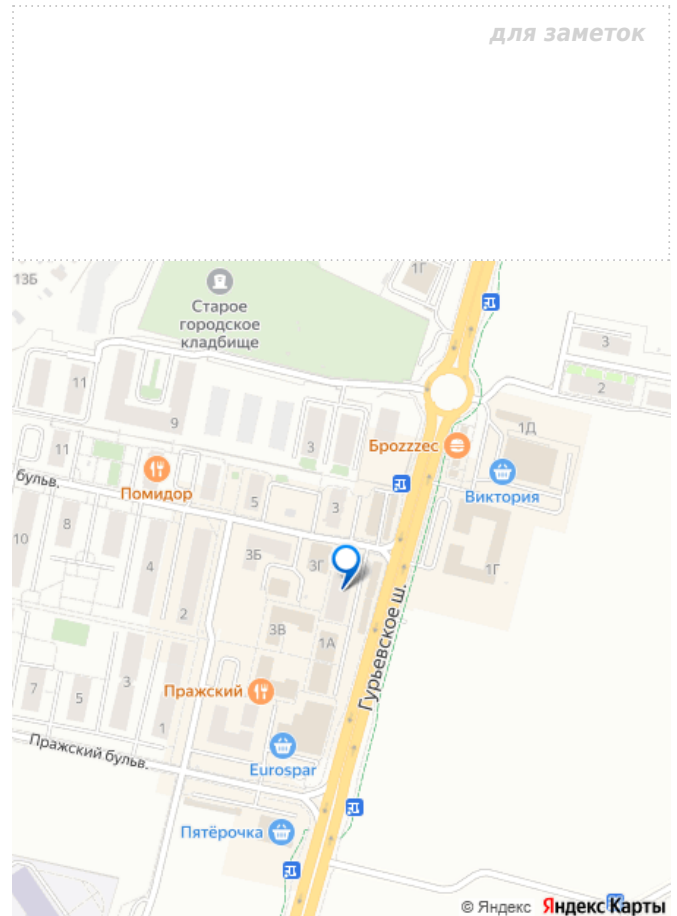 для заметок
13Б
1Г
Старое
городское
кладбище
3
2
11
9
3
1Д
11
Брозzzес
Помидор
Виктория
бульв.
5
3
8
10
3Б
3Г
1Г
4
2
3В
1А
Гурьевское ш.
7
5
3
Пражский
1
Пражский бульв.
Eurospar
Пятёрочка
© Яндекс Яндекс Карты